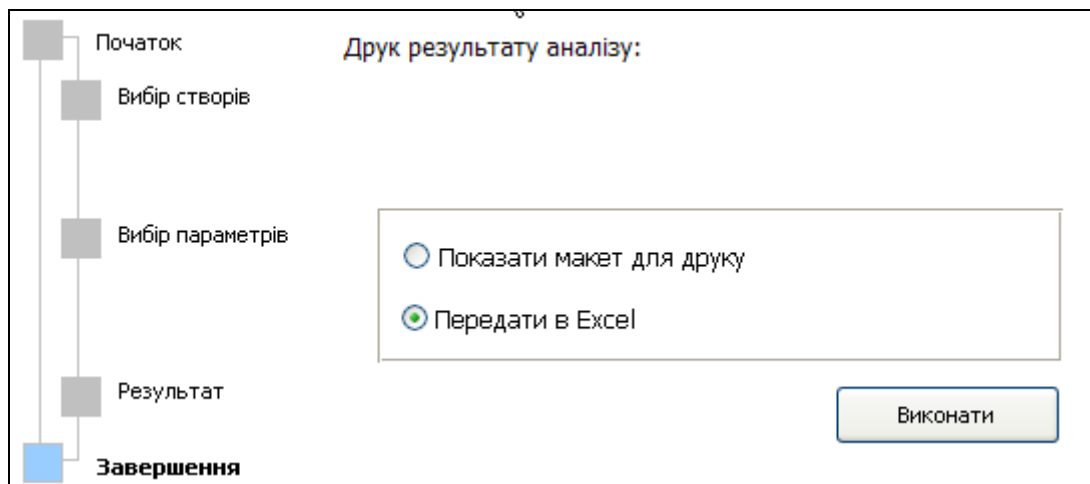 Початок
Друк результату аналізу:
Вибір створів
Вибір параметрів
Показати макет для друку
Передати в Excel
Результат
Виконати
Завершення